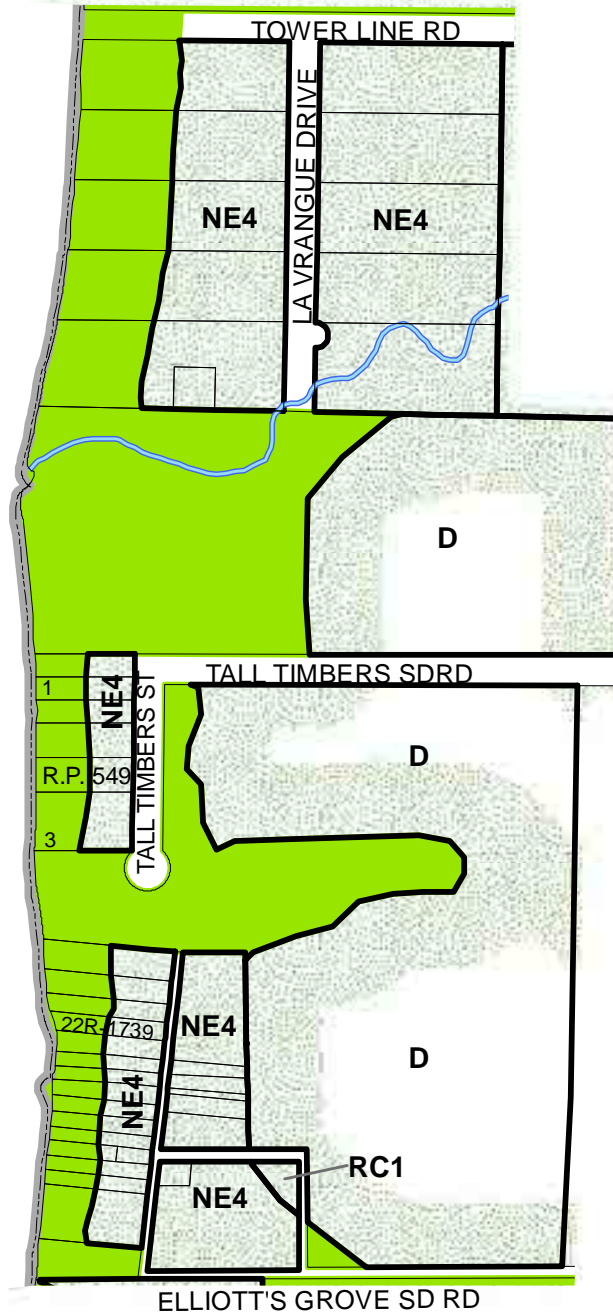 TOWER LINE RD
LA VRANGUE DRIVE
NE4
NE4
D
TALL TIMBERS SDRD
TALL TIMBERS ST
NE4
1
D
R.P. 549
3
22R-1739
NE4
D
NE4
RC1
NE4
ELLIOTT'S GROVE SD RD